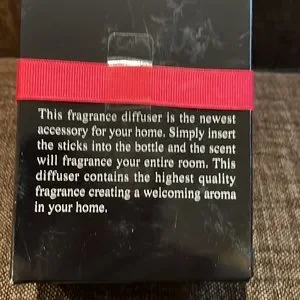 This fragrance diffuser is the newest
accessory for your home. Simply insert
the sticks into the bottle and the scent
will fragrance your entire room. This
diffuser contains the highest quality
fragrance creating a welcoming aroma
in your home.